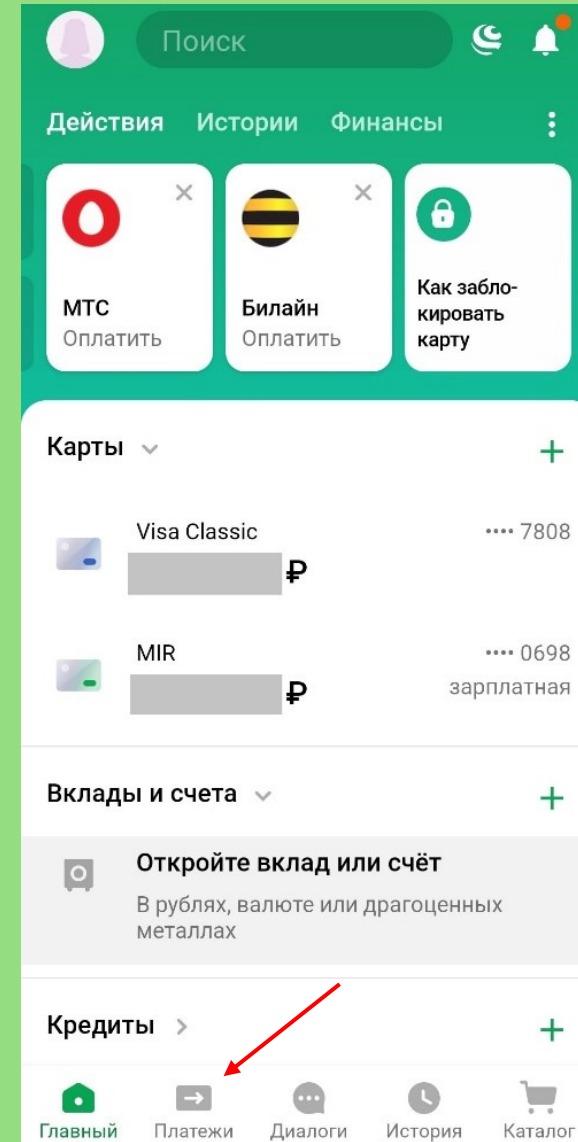 Поиск
Действия Истории Финансы
МТС
Оплатить
Билайн
Оплатить
Как забло-
кировать
карту
Карты
Visa Classic •••• 7808
₽
MIR •••• 0698
₽ зарплатная
Вклады и счета
Откройте вклад или счёт
В рублях, валюте или драгоценных
металлах
Кредиты
Главный Платежи Диалоги История Каталог